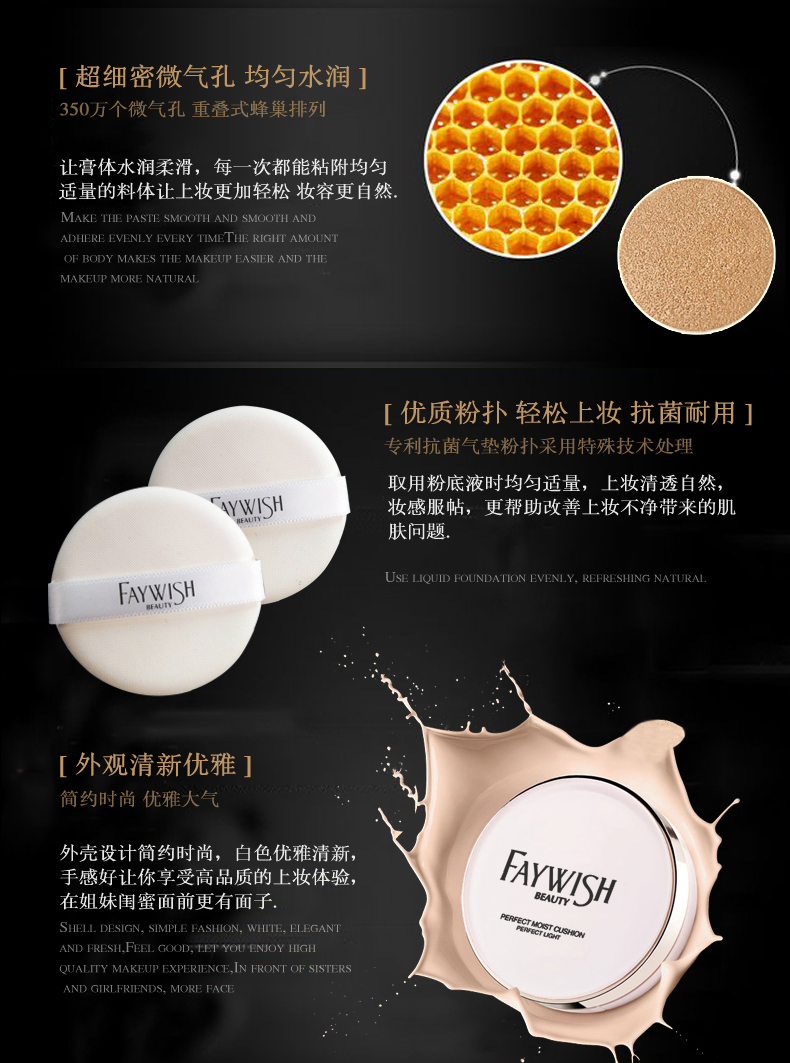 [ 超细密微气孔 均匀水润 ]
350万个微气孔 重叠式蜂巢排列
让膏体水润柔滑，每一次都能粘附均匀
适量的料体让上妆更加轻松 妆容更自然.
MAKE THE PASTE SMOOTH AND SMOOTH AND
ADHERE EVENLY EVERY TIMETHE RIGHT AMOUNT
OF BODY MAKES THE MAKEUP EASIER AND THE
MAKEUP MORE NATURAL
[ 优质粉扑 轻松上妆 抗菌耐用 ]
专利抗菌气垫粉扑采用特殊技术处理
取用粉底液时均匀适量，上妆清透自然，
妆感服帖，更帮助改善上妆不净带来的肌
肤问题.
USE LIQUID FOUNDATION EVENLY, REFRESHING NATURAL
FAYWISH
BEAUTY
FAYWISH
BEAUTY
[ 外观清新优雅 ]
简约时尚 优雅大气
外壳设计简约时尚，白色优雅清新，
手感好让你享受高品质的上妆体验，
在姐妹闺蜜面前更有面子.
SHELL DESIGN, SIMPLE FASHION, WHITE, ELEGANT
AND FRESH,FEEL GOOD, LET YOU ENJOY HIGH
QUALITY MAKEUP EXPERIENCE,IN FRONT OF SISTERS
AND GIRLFRIENDS, MORE FACE
FAYWISH
BEAUTY
PERFECT MOIST CUSHION
PERFECT LIGHT